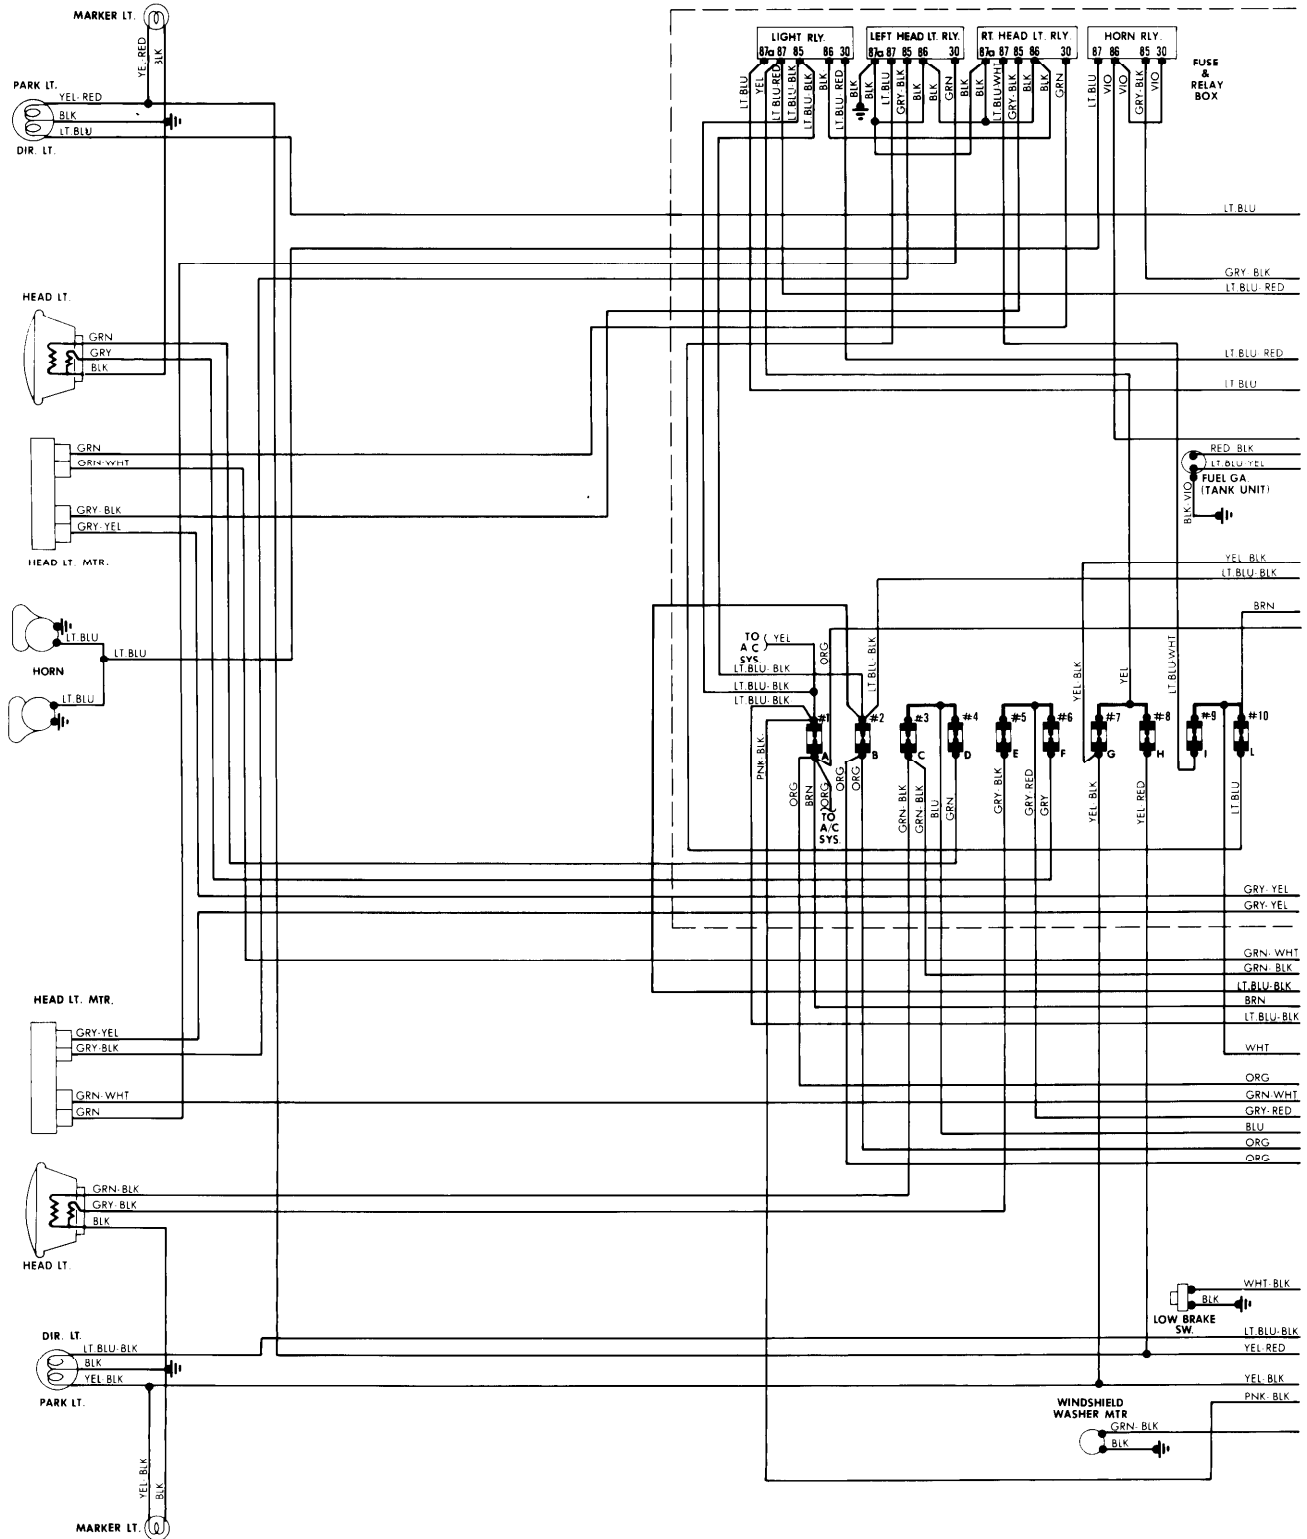 MARKER LT.
YEL-RED
BLK
PARK LT.
YEL-RED
BLK
LT.BLU
DIR. LT.
LIGHT RLY.
87a 87 85 86 30
LEFT HEAD LT. RLY.
87a 87 85 86 30
RT. HEAD LT. RLY.
87a 87 85 86 30
HORN RLY.
87 86 85 30
FUSE
&
RELAY
BOX
LT.BLU
YEL
LT.BLU-RED
LT.BLU-BLK
LT.BLU-BLK
BLK
LT.BLU-RED
BLK
BLK
LT.BLU
GRY-BLK
BLK
BLK
GRN
BLK
BLK
LT.BLU-WHT
GRY-BLK
BLK
BLK
GRN
LT.BLU
VIO
VIO
GRY-BLK
VIO
LT.BLU
GRY-BLK
LT.BLU-RED
HEAD LT.
GRN
GRY
BLK
LT.BLU RED
LT BLU
GRN
GRN-WHT
GRY-BLK
GRY-YEL
HEAD LT. MTR.
RED BLK
LT.BLU-YEL
FUEL GA.
(TANK UNIT)
BLK-VIO
YEL BLK
LT.BLU-BLK
BRN
LT.BLU
LT.BLU
HORN
LT.BLU
TO
A C
SYS.
YEL
ORG
LT.BLU-BLK
LT.BLU-BLK
LT.BLU-BLK
LT.BLU-BLK
YEL-BLK
YEL
LT.BLU-WHT
#1 #2 #3 #4 #5 #6 #7 #8 #9 #10
A B C D E F G H I L
PNK-BLK
ORG
BRN
ORG
ORG
ORG
GRN-BLK
GRN-BLK
BLU
GRN
GRY-BLK
GRY-RED
GRY
YEL-BLK
YEL-RED
LT.BLU
TO
A/C
SYS.
GRY-YEL
GRY-YEL
GRN-WHT
GRN-BLK
LT.BLU-BLK
BRN
LT.BLU-BLK
WHT
ORG
GRN-WHT
GRY-RED
BLU
ORG
ORG
HEAD LT. MTR.
GRY-YEL
GRY-BLK
GRN-WHT
GRN
GRN-BLK
GRY-BLK
BLK
HEAD LT.
WHT-BLK
BLK
LOW BRAKE
SW.
DIR. LT.
LT.BLU-BLK
BLK
YEL-BLK
PARK LT.
LT.BLU-BLK
YEL-RED
YEL-BLK
PNK-BLK
WINDSHIELD
WASHER MTR
GRN-BLK
BLK
YEL-BLK
BLK
MARKER LT.